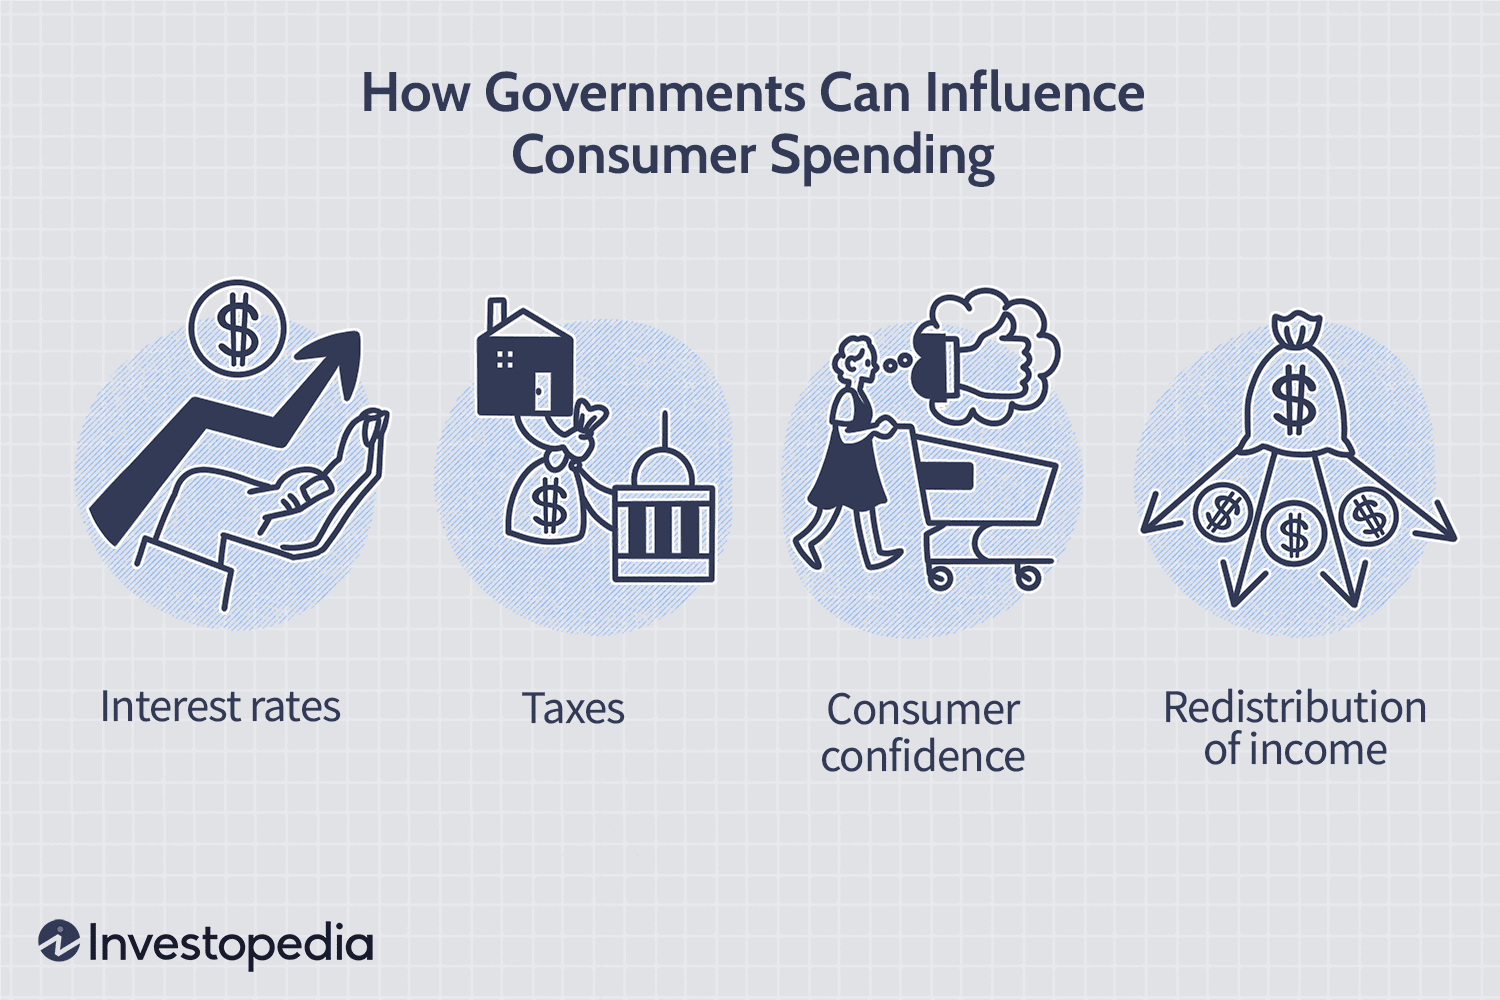 How Governments Can Influence
Consumer Spending
$
$
$
$ $ $
$
Interest rates
Taxes
Consumer
confidence
Redistribution
of income
Investopedia